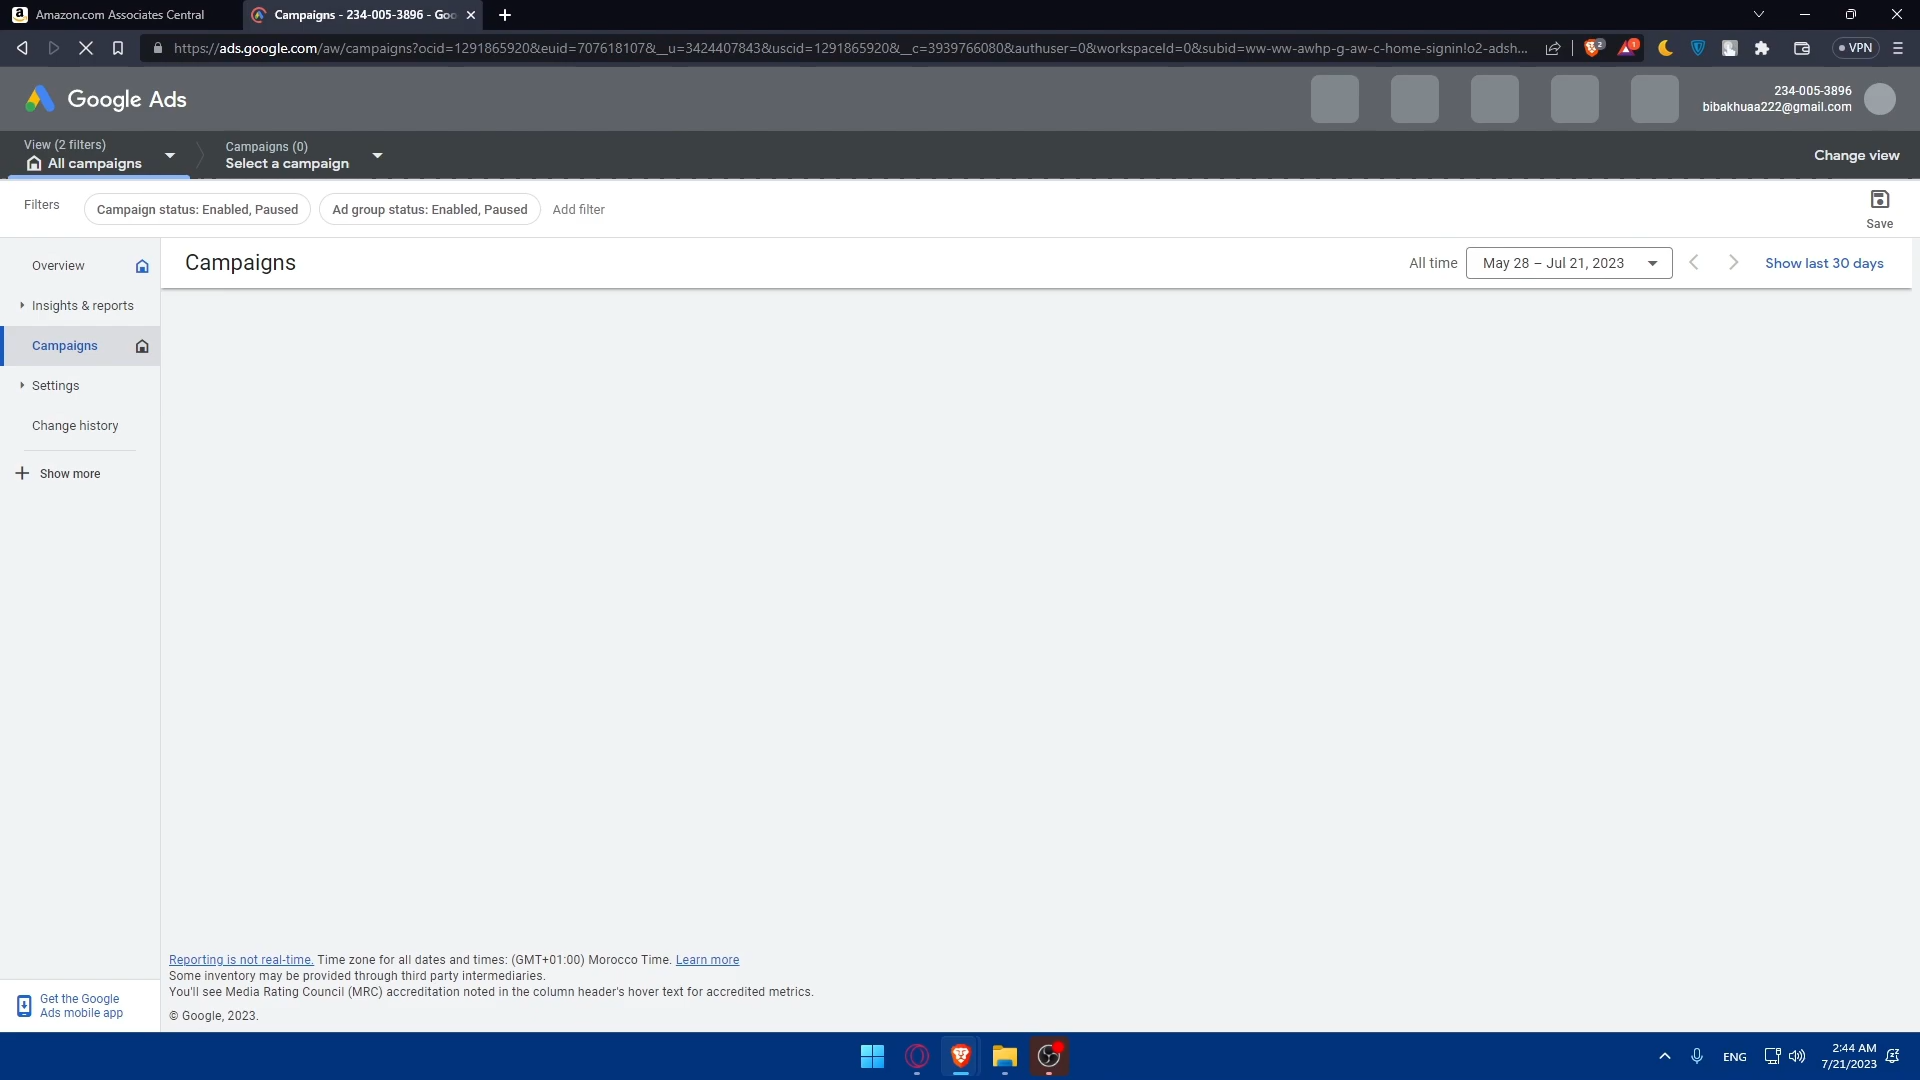 Amazon.com Associates Central
Campaigns - 234-005-3896 - Goo
https://ads.google.com/aw/campaigns?ocid=1291865920&euid=707618107&__u=3424407843&uscid=1291865920&__c=3939766080&authuser=0&workspaceId=0&subid=ww-ww-awhp-g-aw-c-home-signin!o2-adsh...
2
1
VPN
Google Ads
234-005-3896
bibakhuaa222@gmail.com
View (2 filters)
All campaigns
Campaigns (0)
Select a campaign
Change view
Filters
Campaign status: Enabled, Paused
Ad group status: Enabled, Paused
Add filter
Save
Overview
Insights & reports
Campaigns
Settings
Change history
Show more
Campaigns
All time
May 28 – Jul 21, 2023
Show last 30 days
Reporting is not real-time. Time zone for all dates and times: (GMT+01:00) Morocco Time. Learn more
Some inventory may be provided through third party intermediaries.
You'll see Media Rating Council (MRC) accreditation noted in the column header's hover text for accredited metrics.
© Google, 2023.
Get the Google
Ads mobile app
ENG
2:44 AM
7/21/2023